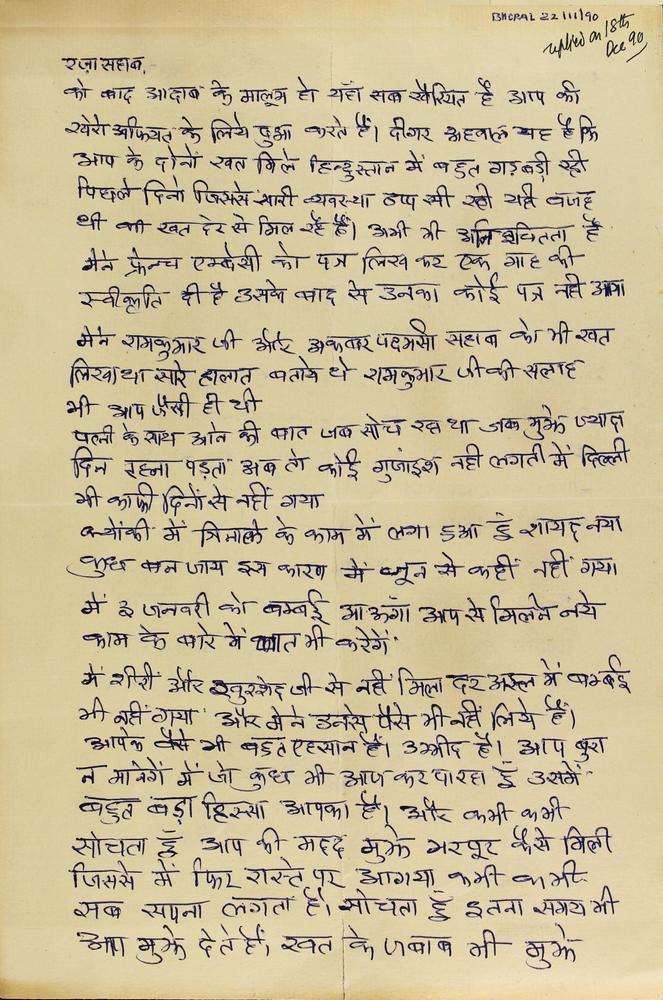 BHOPAL 22/11/90
replied on 18th
Dec 90
रज़ा सहाब,
को बाद आदाब के मालूम हो यहाँ सब खैरियत है आप की
खेरो आफियत के लिये दुआ करते हैं। दीगर अहवाल यह है कि
आप के दोनों खत मिले हिन्दुस्तान में बहुत गड़बड़ी रही
पिछले दिनों जिससे सारी व्यवस्था ठप सी रही यही वजह
थी की खत देर से मिल रहे हैं। अभी भी अनिश्चितता है
मेने फ्रेन्च एम्बेसी को पत्र लिख कर एक माह की
स्वीकृति दी है उसके बाद से उनका कोई पत्र नही आया
मेने रामकुमार जी और अकबर पदमसी सहाब को भी खत
लिखा था सारे हालात बताये थे रामकुमार जी की सलाह
भी आप जैसी ही थी
पत्नी के साथ आने की बात जब सोच रहा था जब मुझे ज्यादा
दिन रहना पड़ता अब तो कोई गुंजाइश नही लगती में दिल्ली
भी काफी दिनों से नहीं गया
क्योंकी में त्रिनाले के काम में लगा हुआ हूं शायद नया
कुछ बन जाय इस कारण में जून से कहीं नहीं गया
में 3 जनवरी को बम्बई आऊँगा आप से मिलने नये
काम के बारे में बात भी करेगें
में शीरीं और खुरशेद जी से नही मिला दर असल में बम्बई
भी नहीं गया और मेने उनसे पैसे भी नहीं लिये हैं।
आपके वैसे भी बहुत एहसान हैं। उम्मीद है। आप बुरा
न मानेगें में जो कुछ भी आप कर पा रहा हूं उसमें
बहुत बड़ा हिस्सा आपका है। और कभी कभी
सोचता हूँ आप की मदद मुझे भरपूर कैसे मिली
जिससे में फिर रास्ते पर आगया कभी कभी
सब सपना लगता है। सोचता हूँ इतना समय भी
आप मुझे देते हैं, खत के जबाब भी मुझे